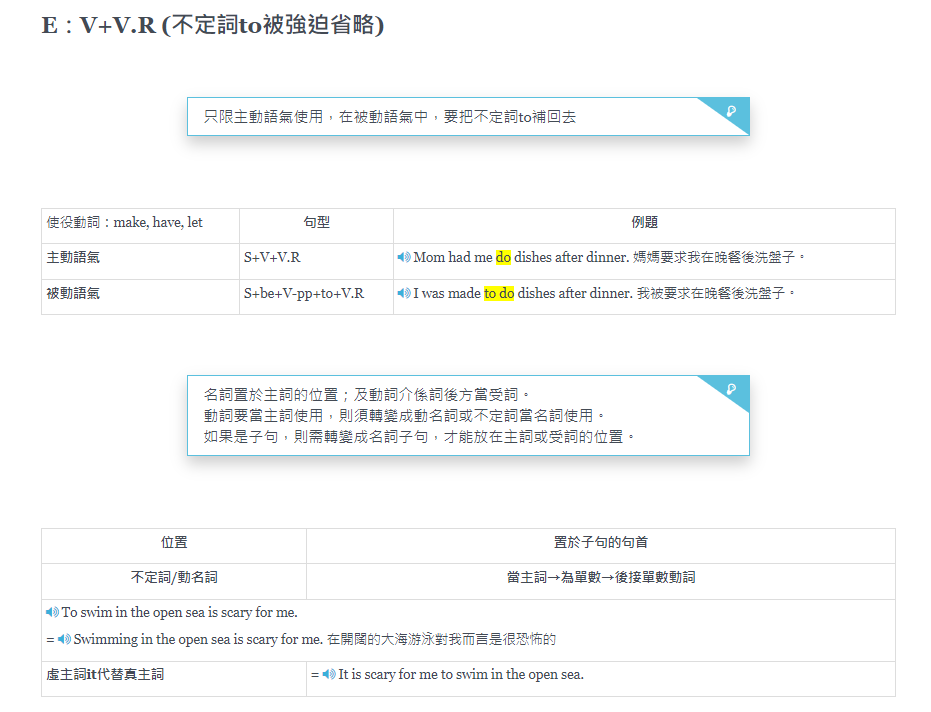 E：V+V.R (不定詞to被強迫省略)
只限主動語氣使用，在被動語氣中，要把不定詞to補回去
使役動詞：make, have, let 句型 例題
主動語氣 S+V+V.R Mom had me do dishes after dinner. 媽媽要求我在晚餐後洗盤子。
被動語氣 S+be+V-pp+to+V.R I was made to do dishes after dinner. 我被要求在晚餐後洗盤子。
名詞置於主詞的位置；及動詞介係詞後方當受詞。
動詞要當主詞使用，則須轉變成動名詞或不定詞當名詞使用。
如果是子句，則需轉變成名詞子句，才能放在主詞或受詞的位置。
位置 置於子句的句首
不定詞/動名詞 當主詞→為單數→後接單數動詞
To swim in the open sea is scary for me.
= Swimming in the open sea is scary for me. 在開闊的大海游泳對我而言是很恐怖的
虛主詞it代替真主詞 = It is scary for me to swim in the open sea.